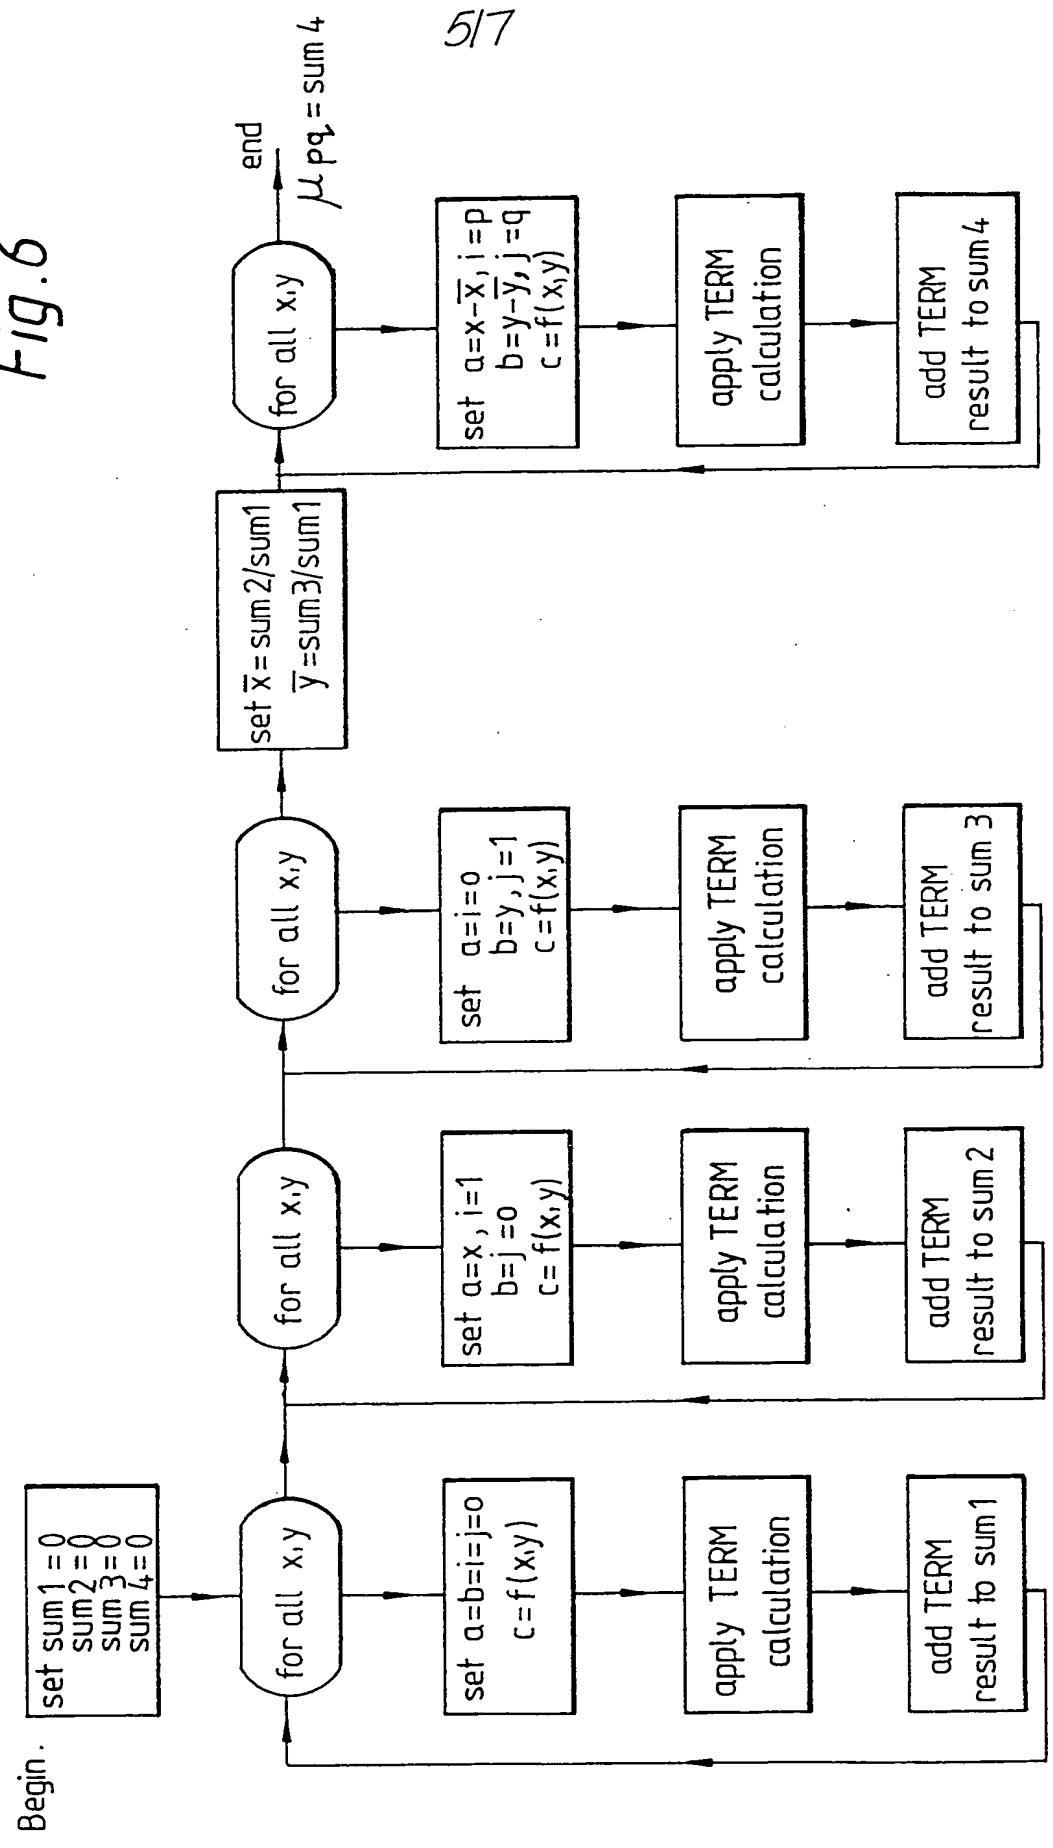 5/7
Fig.6
Begin.
set sum1=0
sum2=0
sum3=0
sum4=0
for all x,y
set a=b=i=j=o
c=f(x,y)
apply TERM
calculation
add TERM
result to sum1
for all x,y
set a=x, i=1
b=j=o
c=f(x,y)
apply TERM
calculation
add TERM
result to sum2
for all x,y
set a=i=o
b=y, j=1
c=f(x,y)
apply TERM
calculation
add TERM
result to sum 3
set x̅=sum2/sum1
y̅=sum3/sum1
for all x,y
set a=x-x̅, i=p
b=y-y̅, j=q
c=f(x,y)
apply TERM
calculation
add TERM
result to sum4
end
μpq=sum4